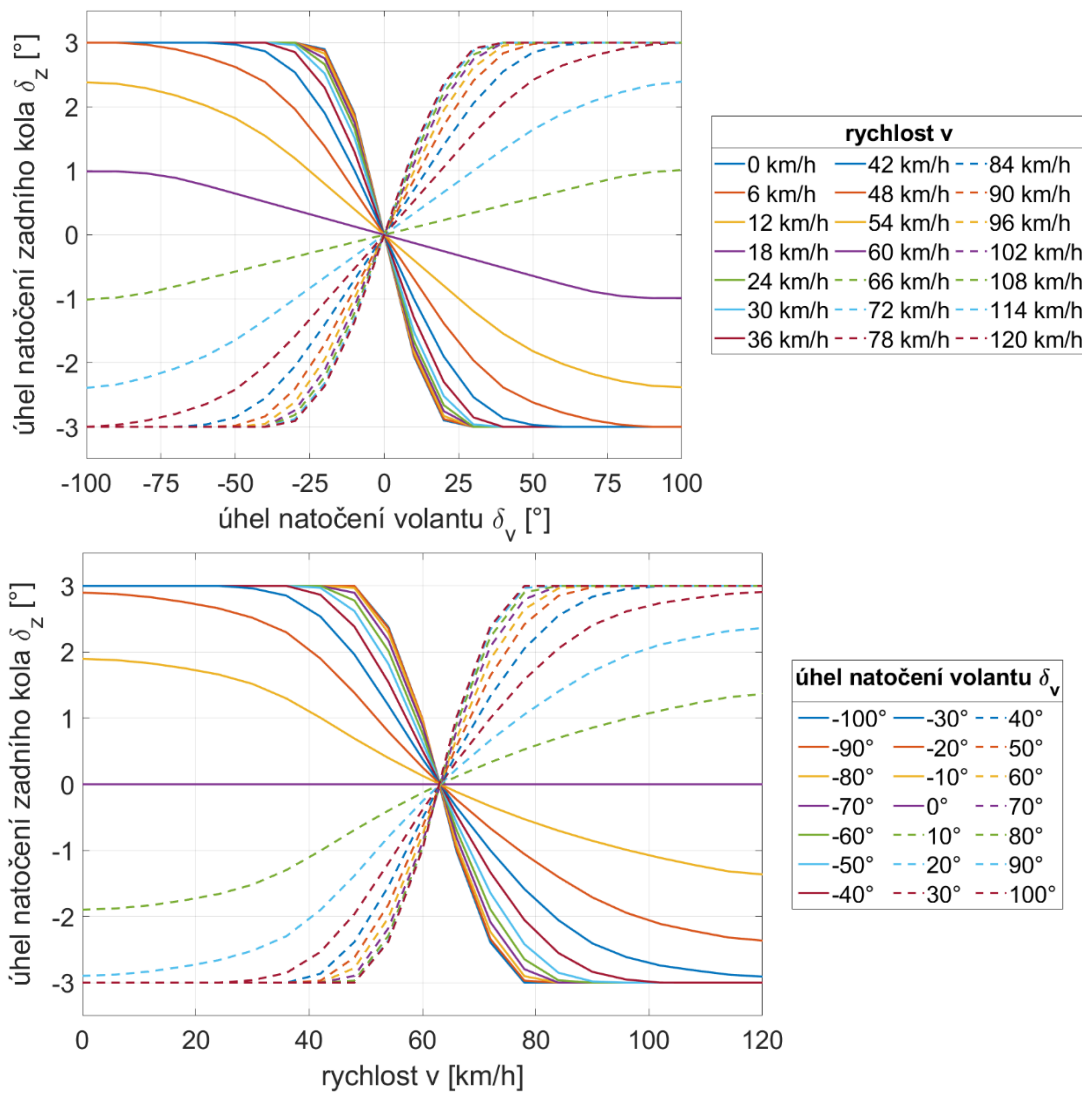 úhel natočení zadního kola δz [°]
3
2
1
0
-1
-2
-3
-100 -75 -50 -25 0 25 50 75 100
úhel natočení volantu δv [°]
rychlost v
0 km/h 42 km/h 84 km/h
6 km/h 48 km/h 90 km/h
12 km/h 54 km/h 96 km/h
18 km/h 60 km/h 102 km/h
24 km/h 66 km/h 108 km/h
30 km/h 72 km/h 114 km/h
36 km/h 78 km/h 120 km/h
úhel natočení zadního kola δz [°]
3
2
1
0
-1
-2
-3
0 20 40 60 80 100 120
rychlost v [km/h]
úhel natočení volantu δv
-100° -30° 40°
-90° -20° 50°
-80° -10° 60°
-70° 0° 70°
-60° 10° 80°
-50° 20° 90°
-40° 30° 100°